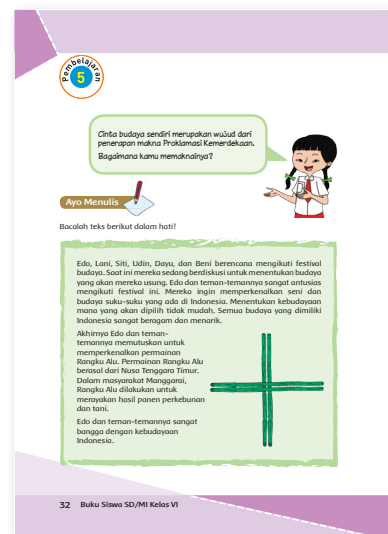 Pembelajaran
5
Cinta budaya sendiri merupakan wujud dari
penerapan makna Proklamasi Kemerdekaan.
Bagaimana kamu memaknainya?
Ayo Menulis
Bacalah teks berikut dalam hati!
Edo, Lani, Siti, Udin, Dayu, dan Beni berencana mengikuti festival
budaya. Saat ini mereka sedang berdiskusi untuk menentukan budaya
yang akan mereka usung. Edo dan teman-temannya sangat antusias
mengikuti festival ini. Mereka ingin memperkenalkan seni dan
budaya suku-suku yang ada di Indonesia. Menentukan kebudayaan
mana yang akan dipilih tidak mudah. Semua budaya yang dimiliki
Indonesia sangat beragam dan menarik.
Akhirnya Edo dan teman-
temannya memutuskan untuk
memperkenalkan permainan
Rangku Alu. Permainan Rangku Alu
berasal dari Nusa Tenggara Timur.
Dalam masyarakat Manggarai,
Rangku Alu dilakukan untuk
merayakan hasil panen perkebunan
dan tani.
Edo dan teman-temannya sangat
bangga dengan kebudayaan
Indonesia.
32 Buku Siswa SD/MI Kelas VI